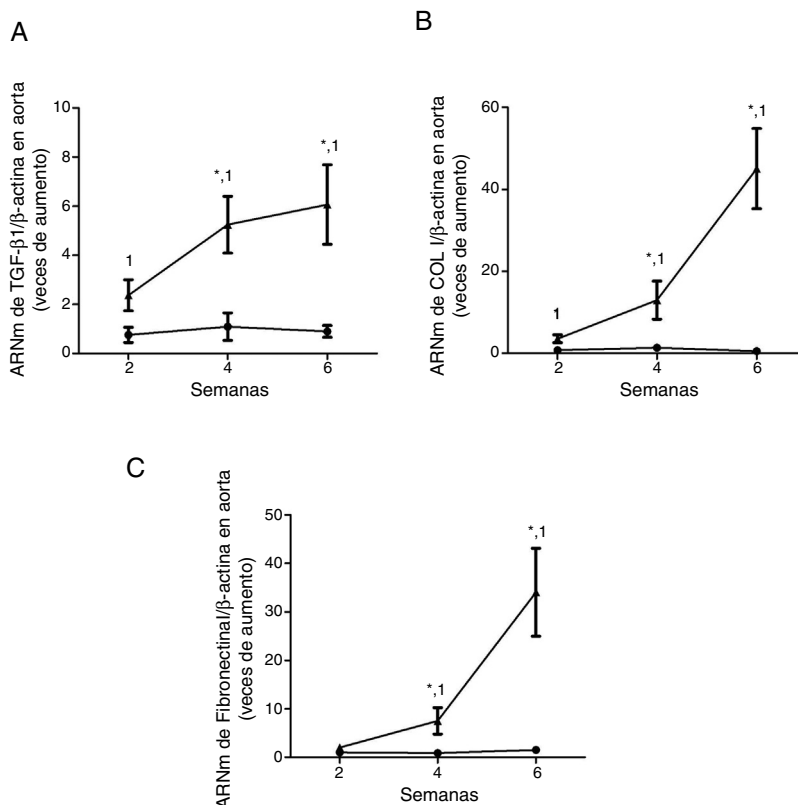 A
ARNm de TGF-β1/β-actina en aorta
(veces de aumento)
10
8
6
4
2
0
1
*,1
*,1
2
4
6
Semanas
B
ARNm de COL I/β-actina en aorta
(veces de aumento)
60
40
20
0
1
*,1
*,1
2
4
6
Semanas
C
ARNm de Fibronectinal/β-actina en aorta
(veces de aumento)
50
40
30
20
10
0
*,1
*,1
2
4
6
Semanas